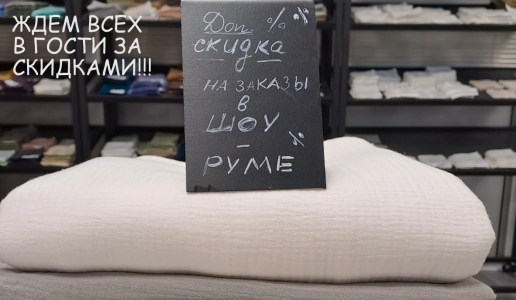 ЖДЕМ ВСЕХ
В ГОСТИ ЗА
СКИДКАМИ!!!
Доп % %
скидка
НА ЗАКАЗЫ
В
ШОУ %
-
РУМЕ